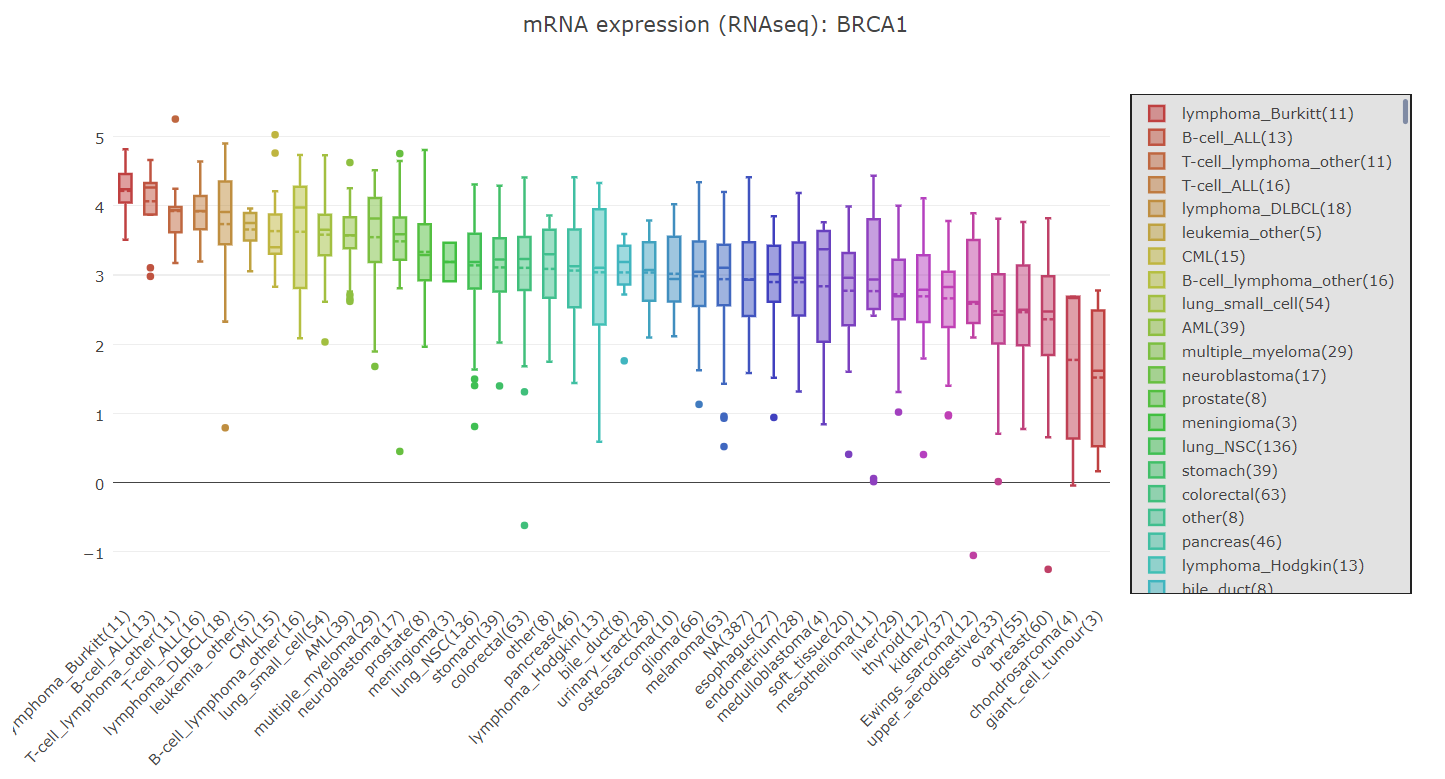 mRNA expression (RNAseq): BRCA1
5
4
3
2
1
0
−1
lymphoma_Burkitt(11)
B-cell_ALL(13)
T-cell_lymphoma_other(11)
T-cell_ALL(16)
lymphoma_DLBCL(18)
leukemia_other(5)
CML(15)
B-cell_lymphoma_other(16)
lung_small_cell(54)
AML(39)
multiple_myeloma(29)
neuroblastoma(17)
prostate(8)
meningioma(3)
lung_NSC(136)
stomach(39)
colorectal(63)
other(8)
pancreas(46)
lymphoma_Hodgkin(13)
bile_duct(8)
ymphoma_Burkitt(11)
B-cell_ALL(13)
T-cell_lymphoma_other(11)
T-cell_ALL(16)
lymphoma_DLBCL(18)
leukemia_other(5)
CML(15)
B-cell_lymphoma_other(16)
lung_small_cell(54)
AML(39)
multiple_myeloma(29)
neuroblastoma(17)
prostate(8)
meningioma(3)
lung_NSC(136)
stomach(39)
colorectal(63)
other(8)
pancreas(46)
lymphoma_Hodgkin(13)
bile_duct(8)
urinary_tract(28)
osteosarcoma(10)
glioma(66)
melanoma(63)
NA(387)
esophagus(27)
endometrium(28)
medulloblastoma(4)
soft_tissue(20)
mesothelioma(11)
liver(29)
thyroid(12)
kidney(37)
Ewings_sarcoma(12)
upper_aerodigestive(33)
ovary(55)
breast(60)
chondrosarcoma(4)
giant_cell_tumour(3)